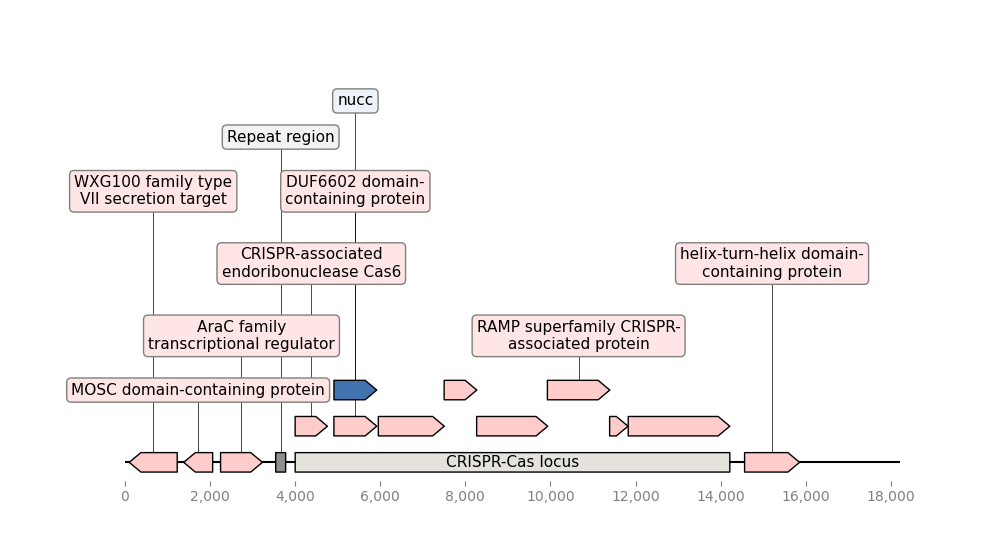 nucc
Repeat region
WXG100 family type
VII secretion target
DUF6602 domain-
containing protein
CRISPR-associated
endoribonuclease Cas6
helix-turn-helix domain-
containing protein
AraC family
transcriptional regulator
RAMP superfamily CRISPR-
associated protein
MOSC domain-containing protein
CRISPR-Cas locus
0 2,000 4,000 6,000 8,000 10,000 12,000 14,000 16,000 18,000